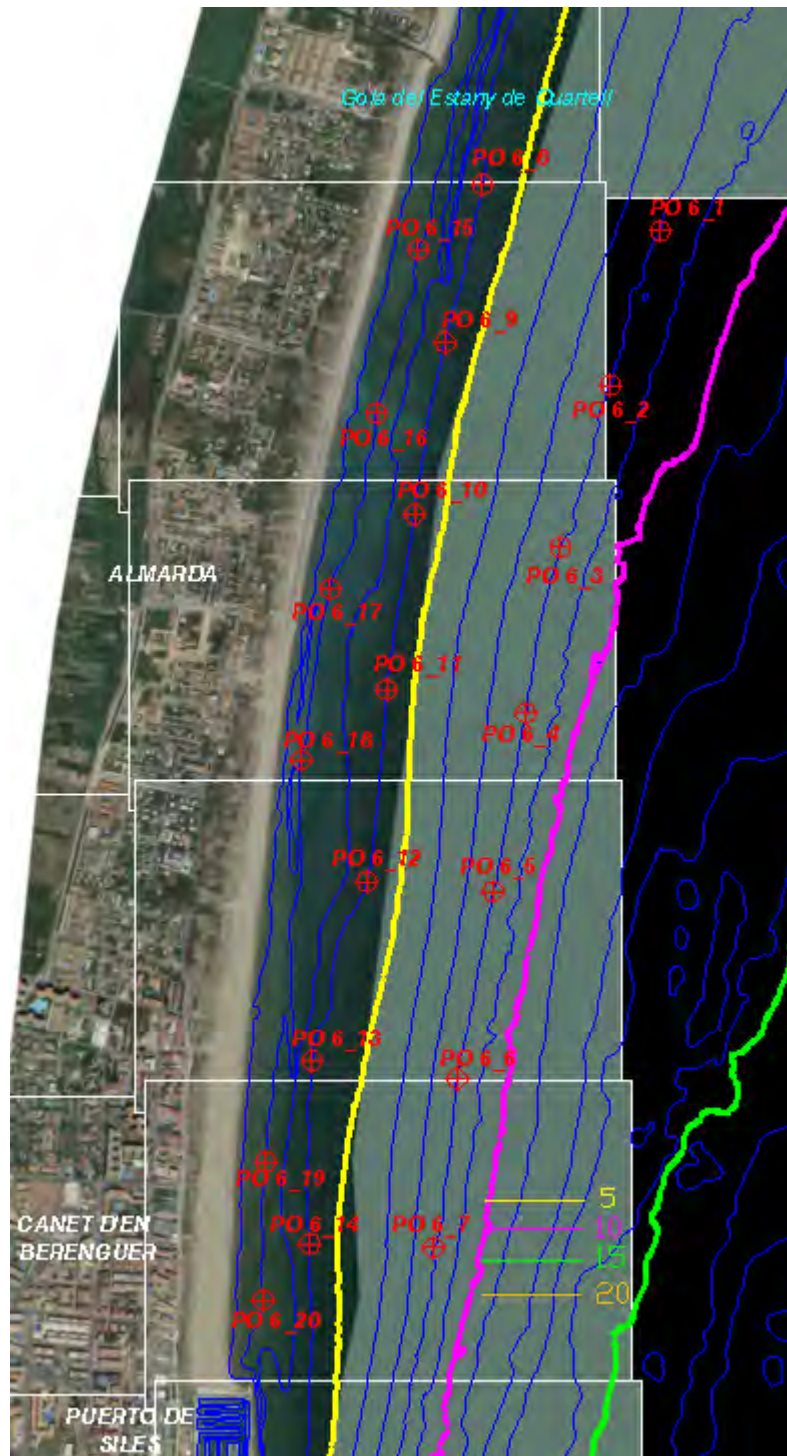 Gola del Estany de Quartell
PO 6_8
PO 6_1
PO 6_15
PO 6_9
PO 6_2
PO 6_16
PO 6_10
PO 6_3
ALMARDA
PO 6_17
PO 6_11
PO 6_4
PO 6_18
PO 6_12
PO 6_5
PO 6_13
PO 6_6
PO 6_19
5
CANET D'EN
BERENGUER
PO 6_14
PO 6_7
10
15
20
PO 6_20
PUERTO DE
SILES